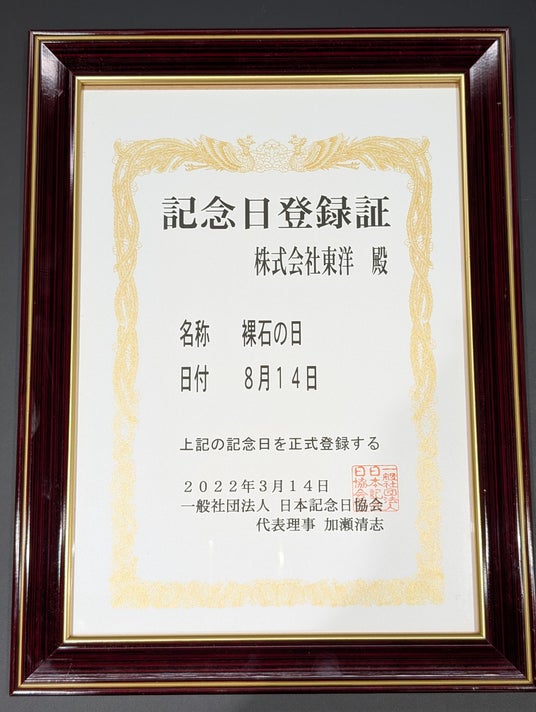 記念日登録証
株式会社東洋 殿
名称 裸石の日
日付 8月14日
上記の記念日を正式登録する
2022年3月14日
一般社団法人 日本記念日協会
代表理事 加瀬清志
一般社団法人
日本記念
日協会